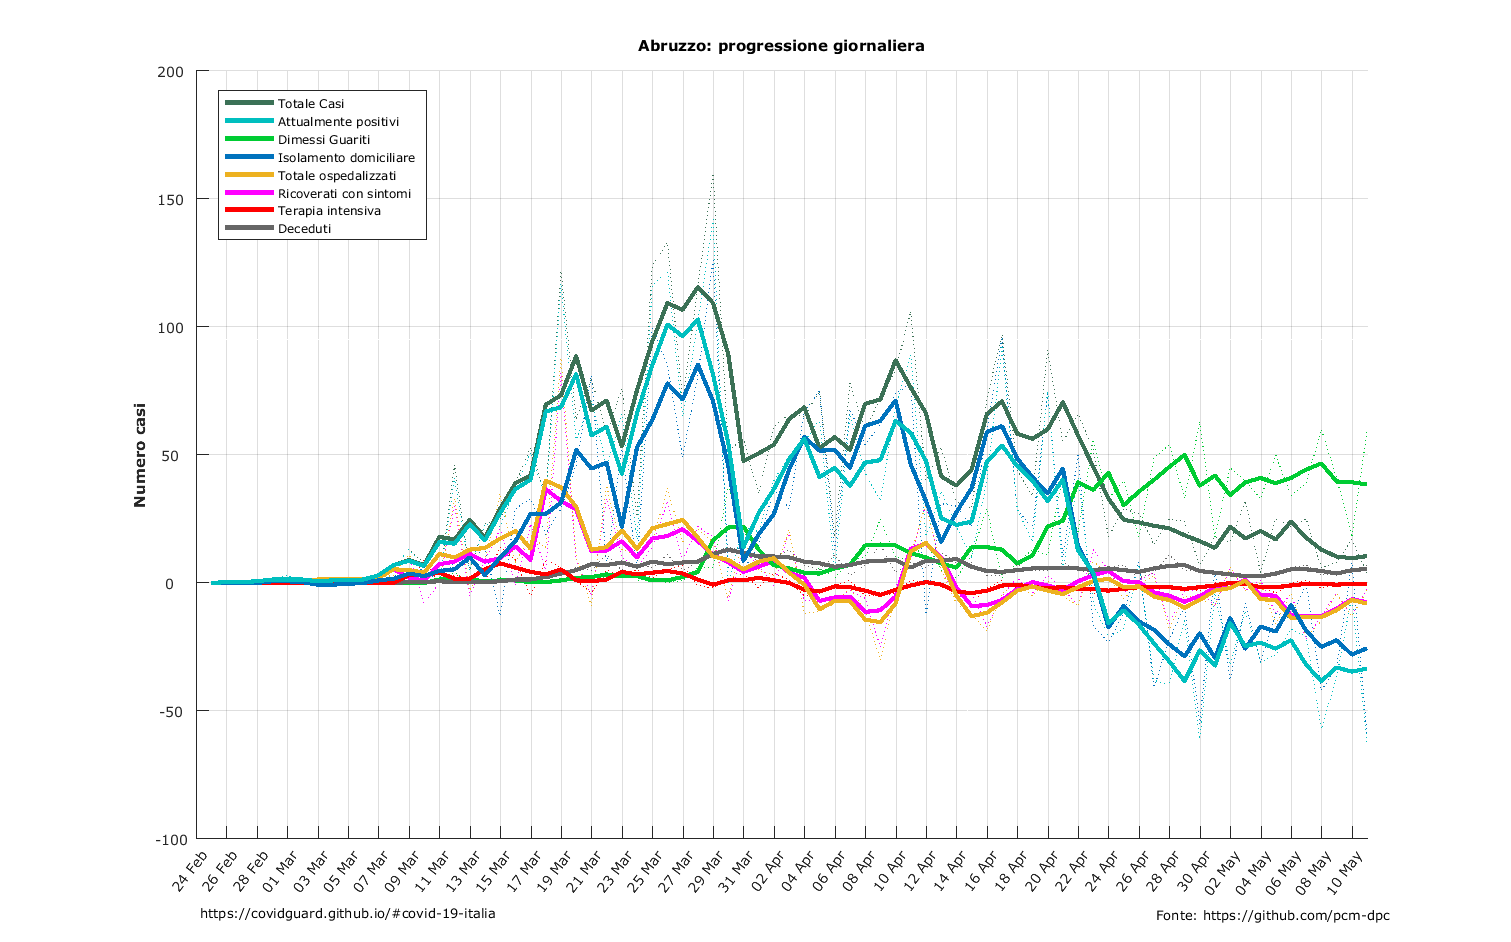 Abruzzo: progressione giornaliera
200
150
100
50
0
-50
-100
Numero casi
Totale Casi
Attualmente positivi
Dimessi Guariti
Isolamento domiciliare
Totale ospedalizzati
Ricoverati con sintomi
Terapia intensiva
Deceduti
24 Feb
26 Feb
28 Feb
01 Mar
03 Mar
05 Mar
07 Mar
09 Mar
11 Mar
13 Mar
15 Mar
17 Mar
19 Mar
21 Mar
23 Mar
25 Mar
27 Mar
29 Mar
31 Mar
02 Apr
04 Apr
06 Apr
08 Apr
10 Apr
12 Apr
14 Apr
16 Apr
18 Apr
20 Apr
22 Apr
24 Apr
26 Apr
28 Apr
30 Apr
02 May
04 May
06 May
08 May
10 May
https://covidguard.github.io/#covid-19-italia
Fonte: https://github.com/pcm-dpc